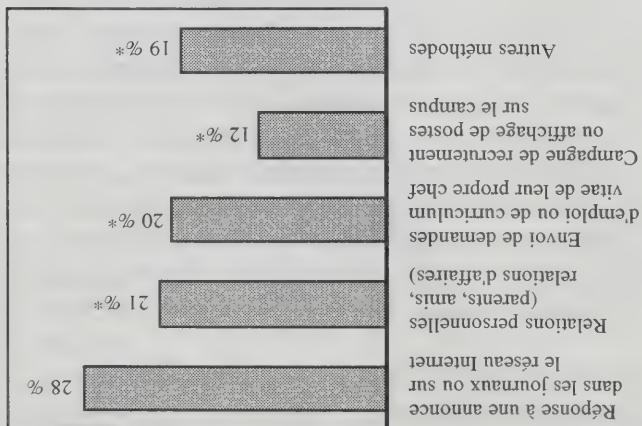 Réponse à une annonce
dans les journaux ou sur
le réseau Internet
28 %
Relations personnelles
(parents, amis,
relations d'affaires)
21 %*
Envoi de demandes
d'emploi ou de curriculum
vitae de leur propre chef
20 %*
Campagne de recrutement
ou affichage de postes
sur le campus
12 %*
Autres méthodes
19 %*